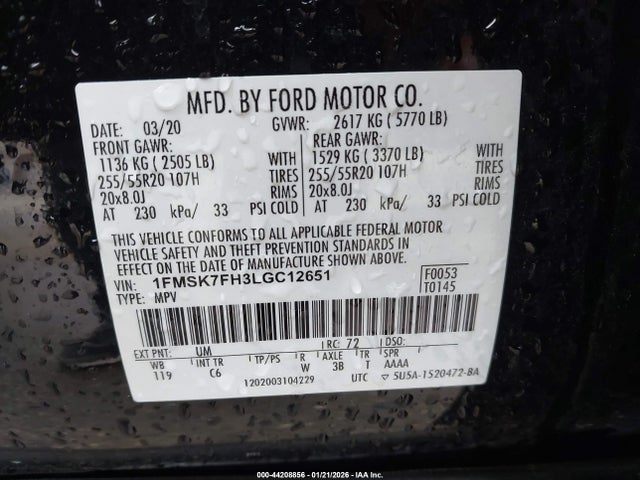 MFD. BY FORD MOTOR CO.
DATE: 03/20 GVWR: 2617 KG ( 5770 LB)
FRONT GAWR: REAR GAWR:
1136 KG ( 2505 LB) WITH 1529 KG ( 3370 LB) WITH
255/55R20 107H TIRES 255/55R20 107H TIRES
20x8.0J RIMS 20x8.0J RIMS
AT 230 kPa/ 33 PSI COLD AT 230 kPa/ 33 PSI COLD
THIS VEHICLE CONFORMS TO ALL APPLICABLE FEDERAL MOTOR
VEHICLE SAFETY AND THEFT PREVENTION STANDARDS IN
EFFECT ON THE DATE OF MANUFACTURE SHOWN ABOVE.
VIN: 1FMSK7FH3LGC12651 F0053
TYPE: MPV T0145
EXT PNT: UM RC: 72 DSO:
WB INT TR TP/PS R AXLE TR SPR
119 C6 W 3B T AAAA
1202003104229 UTC ▽5U5A-1520472-BA
000-44208856 - 01/21/2026 - IAA Inc.